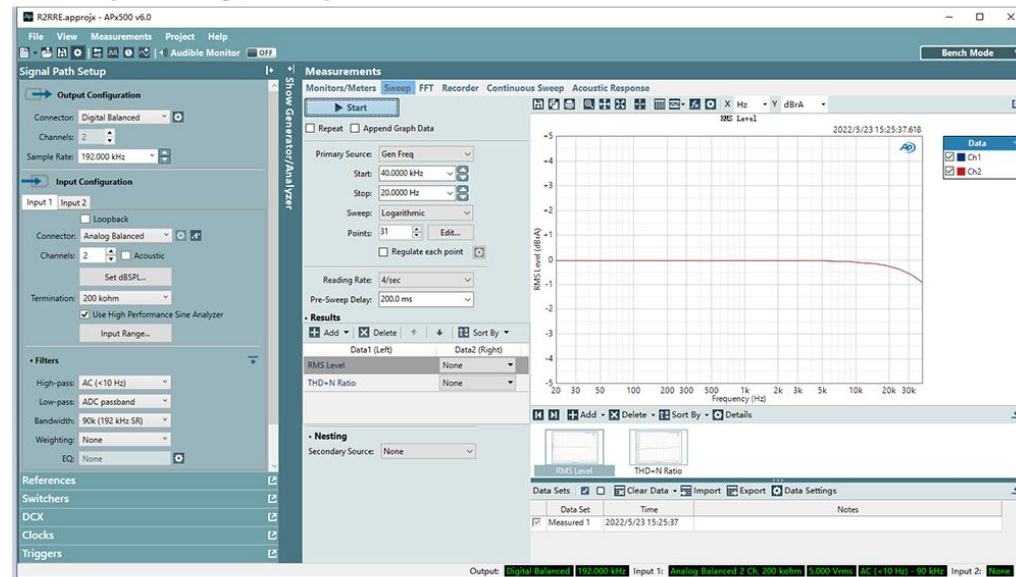 R2RRE.approjx - APx500 v6.0
File View Measurements Project Help
Audible Monitor OFF
Bench Mode
Signal Path Setup
Output Configuration
Connector: Digital Balanced
Channels: 2
Sample Rate: 192.000 kHz
Input Configuration
Input 1 Input 2
Loopback
Connector: Analog Balanced
Channels: 2 Acoustic
Set dBSPL...
Termination: 200 kohm
Use High Performance Sine Analyzer
Input Range...
Filters
High-pass: AC (<10 Hz)
Low-pass: ADC passband
Bandwidth: 90k (192 kHz SR)
Weighting: None
EQ: None
References
Switchers
DCX
Clocks
Triggers
Show Generator/Analyzer
Measurements
Monitors/Meters Sweep FFT Recorder Continuous Sweep Acoustic Response
Start
Repeat Append Graph Data
Primary Source: Gen Freq
Start: 40.0000 kHz
Stop: 20.0000 Hz
Sweep: Logarithmic
Points: 31 Edit...
Regulate each point
Reading Rate: 4/sec
Pre-Sweep Delay: 200.0 ms
Results
Add Delete Sort By
Data1 (Left) Data2 (Right)
RMS Level None
THD+N Ratio None
Nesting
Secondary Source: None
X Hz Y dBrA
RMS Level
2022/5/23 15:25:37.618
AP
+5
+4
+3
+2
+1
0
-1
-2
-3
-4
-5
RMS Level (dBrA)
20 30 50 100 200 300 500 1k 2k 3k 5k 10k 20k 30k
Frequency (Hz)
Data
Ch1
Ch2
Add Delete Sort By Details
RMS Level THD+N Ratio
Data Sets Clear Data Import Export Data Settings
Data Set Time Notes
Measured 1 2022/5/23 15:25:37
Output: Digital Balanced 192.000 kHz Input 1: Analog Balanced 2 Ch, 200 kohm 5.000 Vrms AC (<10 Hz) - 90 kHz Input 2: None